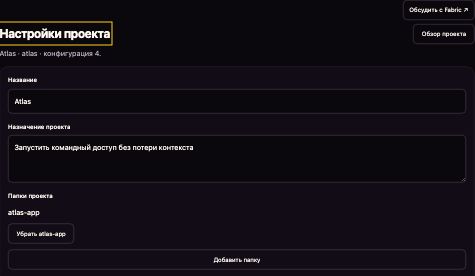 Обсудить с Fabric ↗
Настройки проекта
Обзор проекта
Atlas · atlas · конфигурация 4.
Название
Atlas
Назначение проекта
Запустить командный доступ без потери контекста
Папки проекта
atlas-app
Убрать atlas-app
Добавить папку